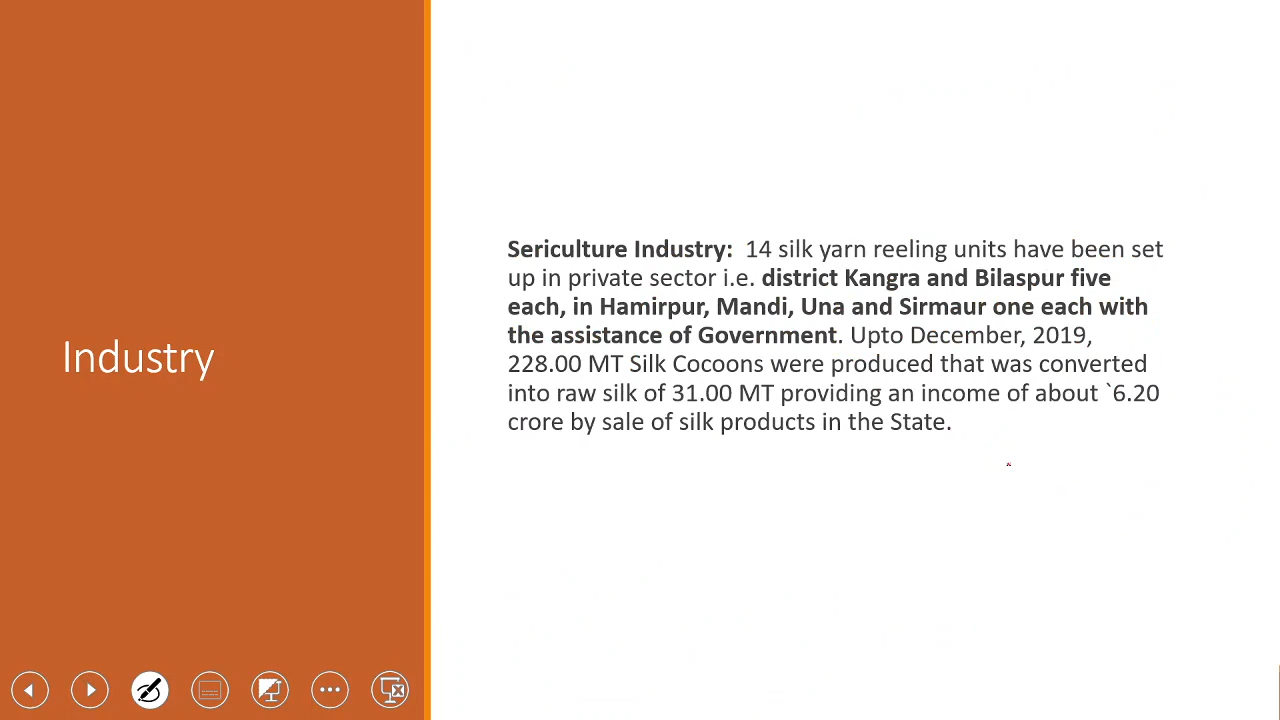 Industry
Sericulture Industry: 14 silk yarn reeling units have been set
up in private sector i.e. district Kangra and Bilaspur five
each, in Hamirpur, Mandi, Una and Sirmaur one each with
the assistance of Government. Upto December, 2019,
228.00 MT Silk Cocoons were produced that was converted
into raw silk of 31.00 MT providing an income of about `6.20
crore by sale of silk products in the State.